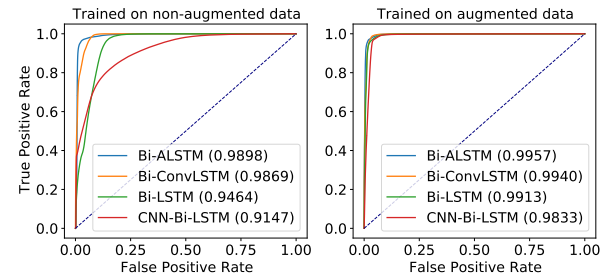 Trained on non-augmented data
True Positive Rate
1.0
0.8
0.6
0.4
0.2
0.0
Bi-ALSTM (0.9898)
Bi-ConvLSTM (0.9869)
Bi-LSTM (0.9464)
CNN-Bi-LSTM (0.9147)
0.00 0.25 0.50 0.75 1.00
False Positive Rate
Trained on augmented data
1.0
0.8
0.6
0.4
0.2
0.0
Bi-ALSTM (0.9957)
Bi-ConvLSTM (0.9940)
Bi-LSTM (0.9913)
CNN-Bi-LSTM (0.9833)
0.00 0.25 0.50 0.75 1.00
False Positive Rate